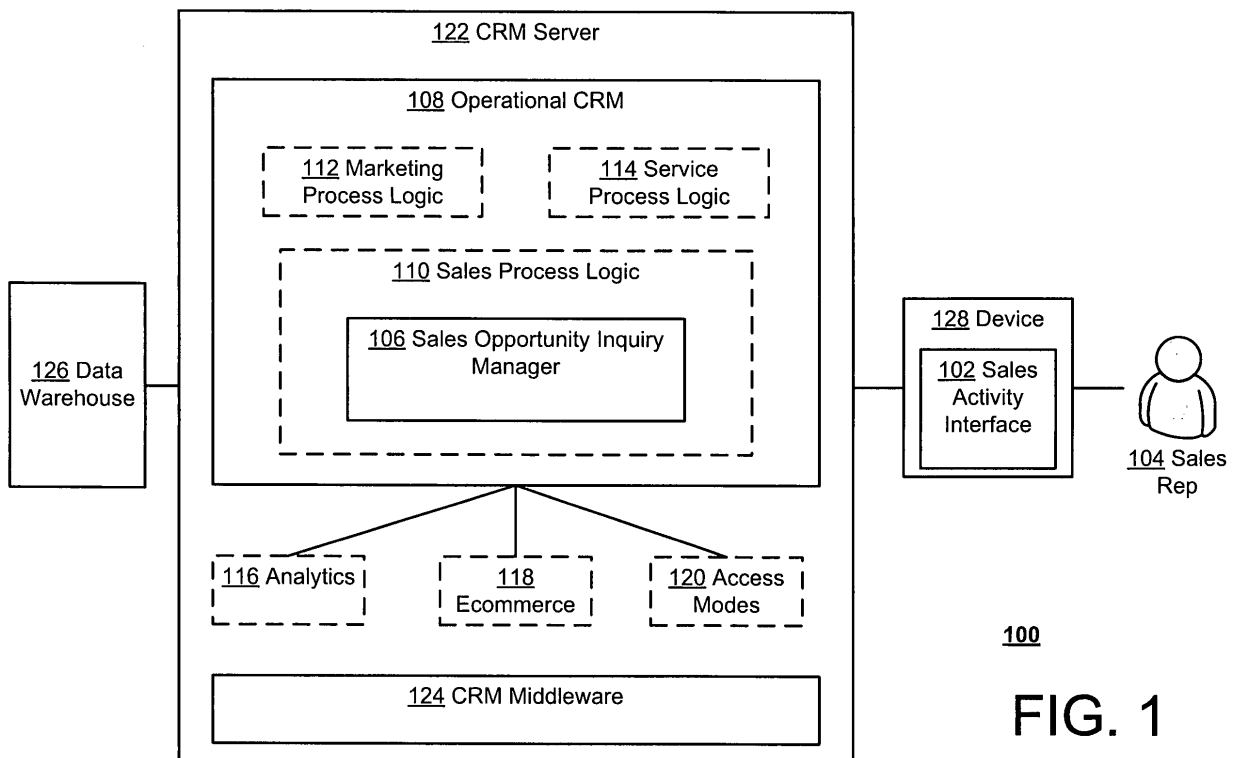 122 CRM Server
108 Operational CRM
112 Marketing
Process Logic
114 Service
Process Logic
110 Sales Process Logic
106 Sales Opportunity Inquiry
Manager
126 Data
Warehouse
128 Device
102 Sales
Activity
Interface
104 Sales
Rep
116 Analytics
118
Ecommerce
120 Access
Modes
124 CRM Middleware
100
FIG. 1